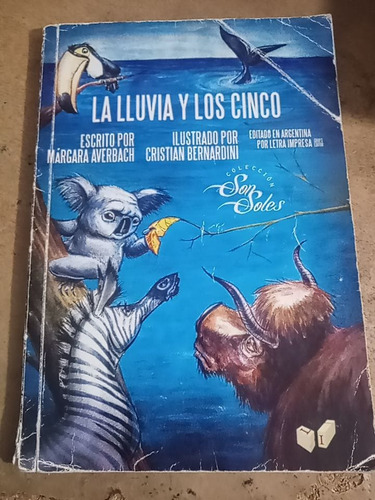 LA LLUVIA Y LOS CINCO
ESCRITO POR
MÁRGARA AVERBACH
ILUSTRADO POR
CRISTIAN BERNARDINI
EDITADO EN ARGENTINA
POR LETRA IMPRESA
COLECCIÓN
Son
Soles